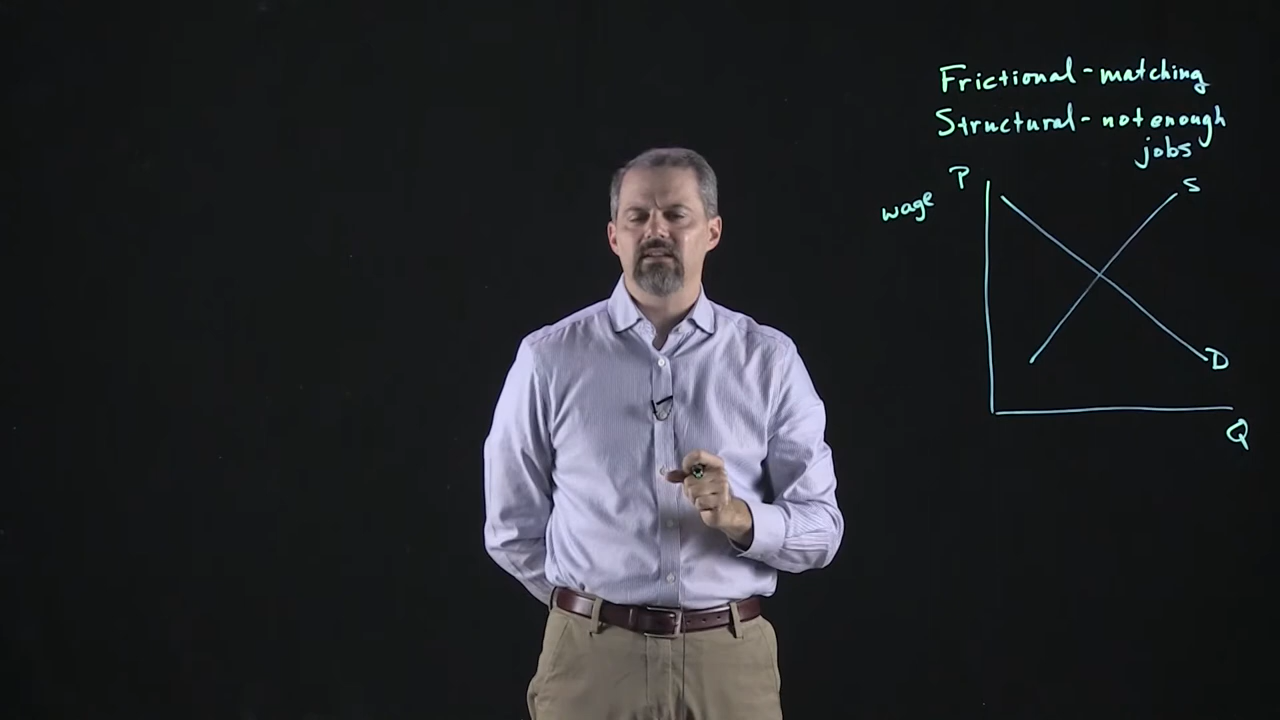 Frictional - matching
Structural - not enough
jobs
P
S
wage
D
Q